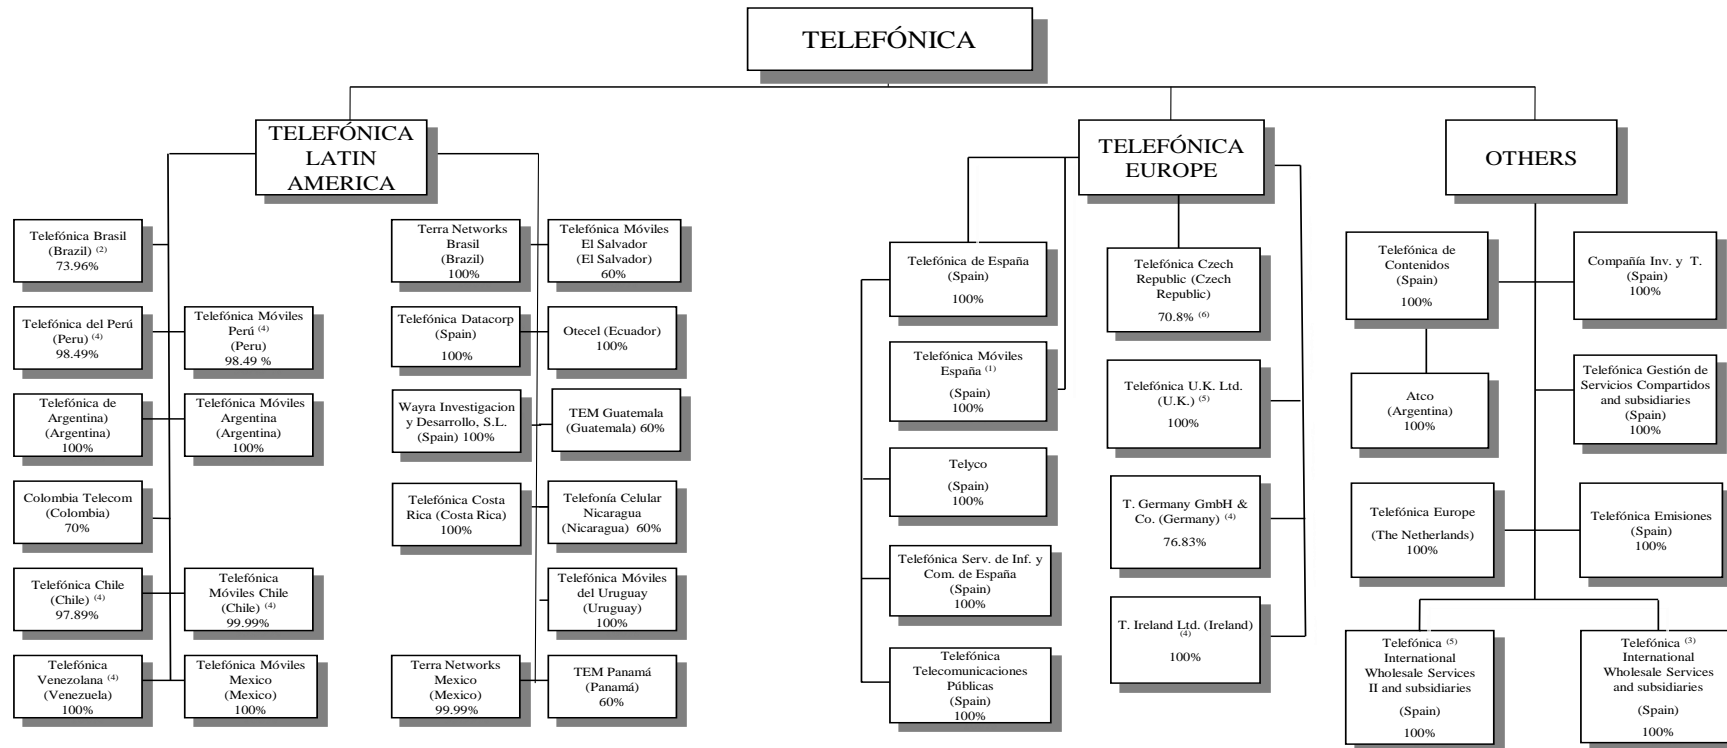 TELEFÓNICA
TELEFÓNICA
LATIN
AMERICA
TELEFÓNICA
EUROPE
OTHERS
Telefónica Brasil
(Brazil) (2)
73.96%
Telefónica del Perú
(Peru) (4)
98.49%
Telefónica Móviles
Perú (4)
(Peru)
98.49 %
Telefónica de
Argentina)
(Argentina)
100%
Telefónica Móviles
Argentina
(Argentina)
100%
Colombia Telecom
(Colombia)
70%
Telefónica Chile
(Chile) (4)
97.89%
Telefónica
Móviles Chile
(Chile) (4)
99.99%
Telefónica
Venezolana (4)
(Venezuela)
100%
Telefónica Móviles
Mexico
(Mexico)
100%
Terra Networks
Brasil
(Brazil)
100%
Telefónica Móviles
El Salvador
(El Salvador)
60%
Telefónica Datacorp
(Spain)
100%
Otecel (Ecuador)
100%
Wayra Investigacion
y Desarrollo, S.L.
(Spain) 100%
TEM Guatemala
(Guatemala) 60%
Telefónica Costa
Rica (Costa Rica)
100%
Telefonía Celular
Nicaragua
(Nicaragua) 60%
Telefónica Móviles
del Uruguay
(Uruguay)
100%
Terra Networks
Mexico
(Mexico)
99.99%
TEM Panamá
(Panamá)
60%
Telefónica de España
(Spain)
100%
Telefónica Móviles
España (1)
(Spain)
100%
Telyco
(Spain)
100%
Telefónica Serv. de Inf. y
Com. de España
(Spain)
100%
Telefónica
Telecomunicaciones
Públicas
(Spain)
100%
Telefónica Czech
Republic (Czech
Republic)
70.8% (6)
Telefónica U.K. Ltd.
(U.K.) (5)
100%
T. Germany GmbH &
Co. (Germany) (4)
76.83%
T. Ireland Ltd. (Ireland)
(4)
100%
Telefónica de
Contenidos
(Spain)
100%
Compañía Inv. y T.
(Spain)
100%
Atco
(Argentina)
100%
Telefónica Gestión de
Servicios Compartidos
and subsidiaries
(Spain)
100%
Telefónica Europe
(The Netherlands)
100%
Telefónica Emisiones
(Spain)
100%
Telefónica (5)
International
Wholesale Services
II and subsidiaries
(Spain)
100%
Telefónica (3)
International
Wholesale Services
and subsidiaries
(Spain)
100%